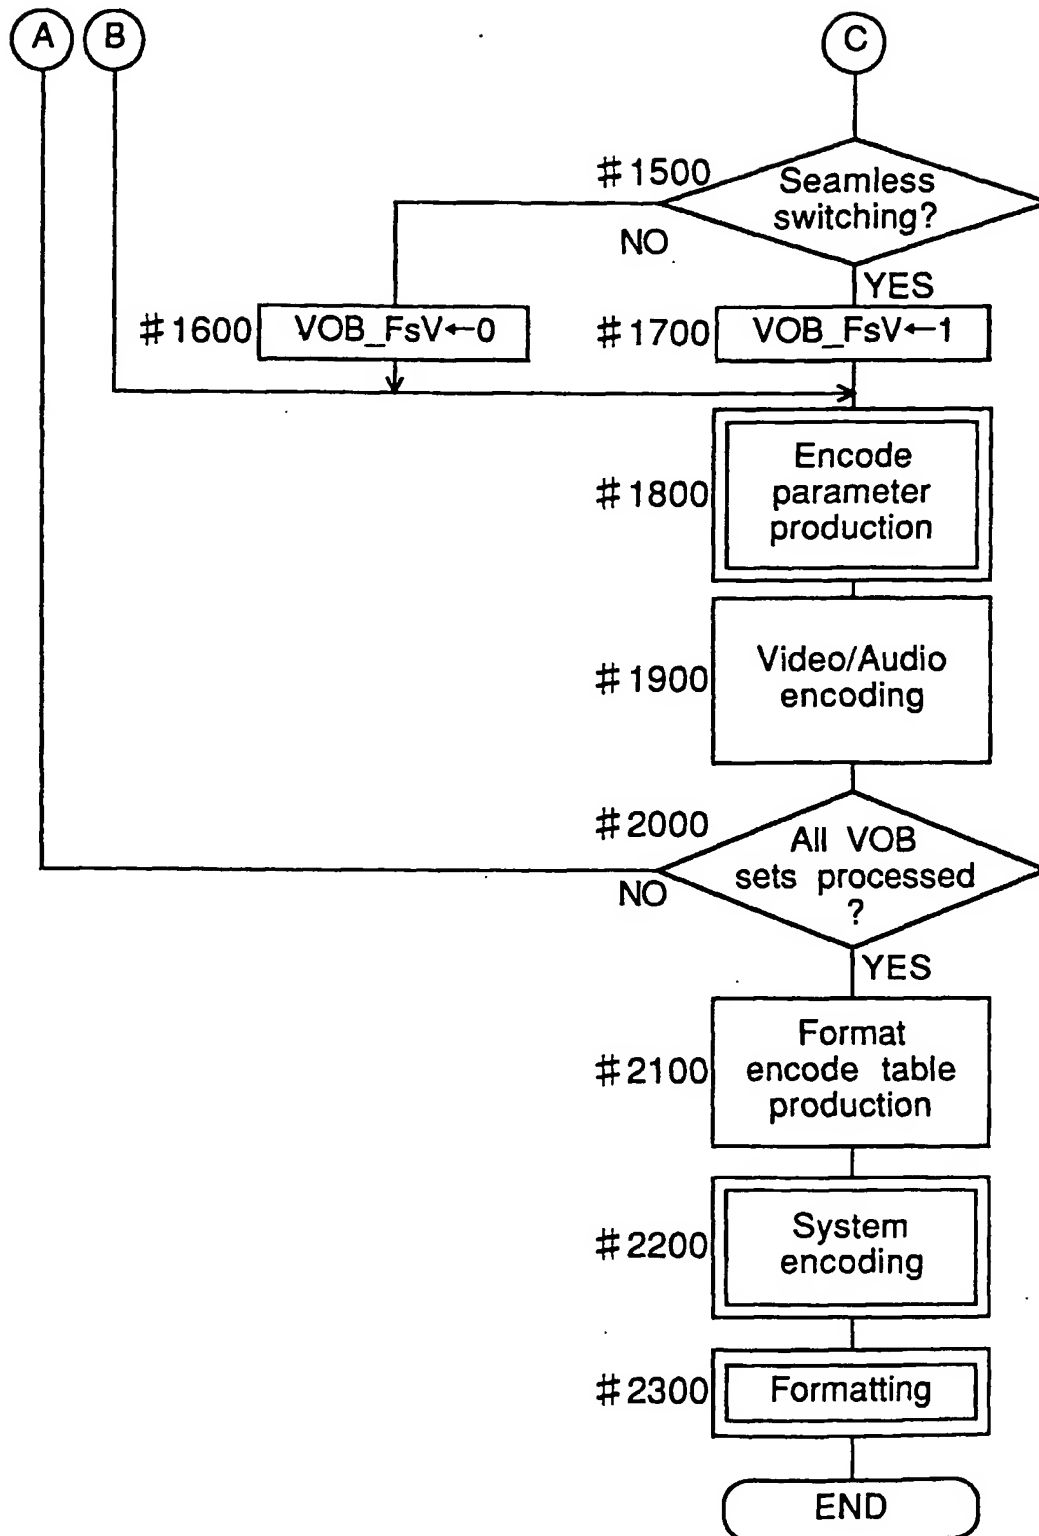 A B C
#1500
Seamless
switching?
NO
YES
#1600
VOB_FsV←0
#1700
VOB_FsV←1
#1800
Encode
parameter
production
#1900
Video/Audio
encoding
#2000
All VOB
sets processed
?
NO
YES
#2100
Format
encode table
production
#2200
System
encoding
#2300
Formatting
END